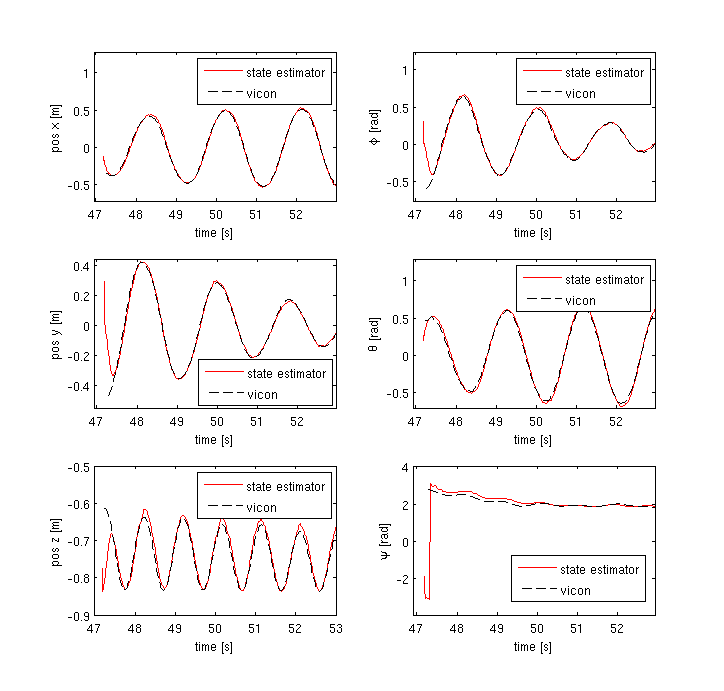 pos x [m]
1
0.5
0
-0.5
state estimator
vicon
47 48 49 50 51 52
time [s]
ϕ [rad]
1
0.5
0
-0.5
state estimator
vicon
47 48 49 50 51 52
time [s]
pos y [m]
0.4
0.2
0
-0.2
-0.4
state estimator
vicon
47 48 49 50 51 52
time [s]
θ [rad]
1
0.5
0
-0.5
state estimator
vicon
47 48 49 50 51 52
time [s]
pos z [m]
-0.5
-0.6
-0.7
-0.8
-0.9
state estimator
vicon
47 48 49 50 51 52 53
time [s]
ψ [rad]
4
2
0
-2
state estimator
vicon
47 48 49 50 51 52
time [s]